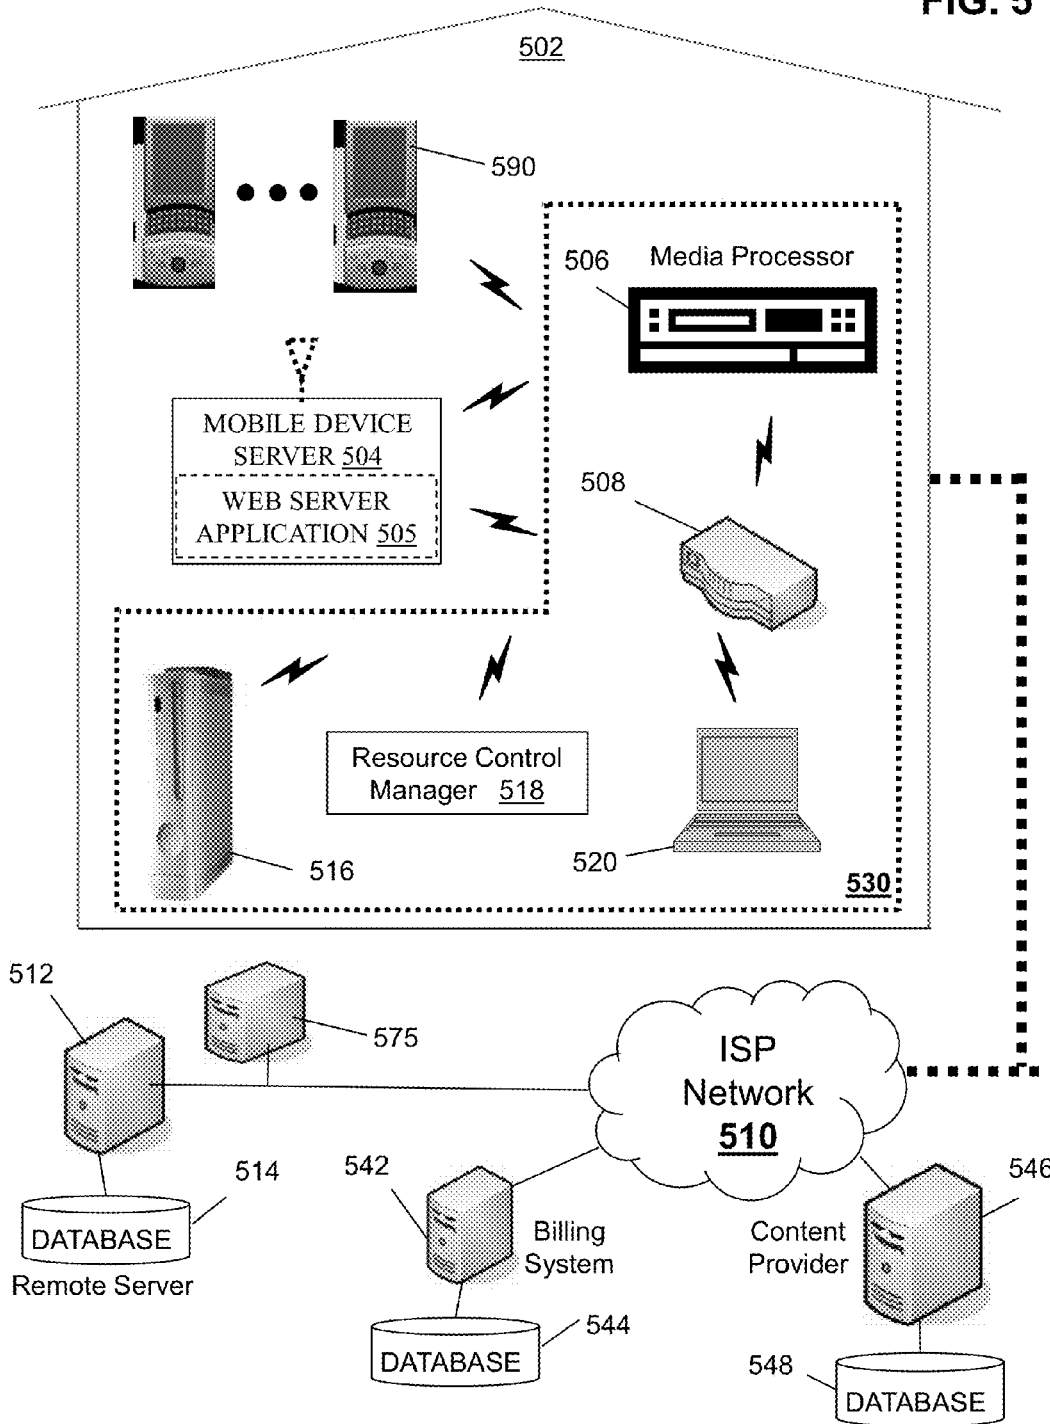 FIG. 5
502
590
506
Media Processor
MOBILE DEVICE
SERVER 504
WEB SERVER
APPLICATION 505
508
Resource Control
Manager 518
516
520
530
512
575
ISP
Network
510
514
DATABASE
Remote Server
542
Billing
System
544
DATABASE
Content
Provider
546
548
DATABASE